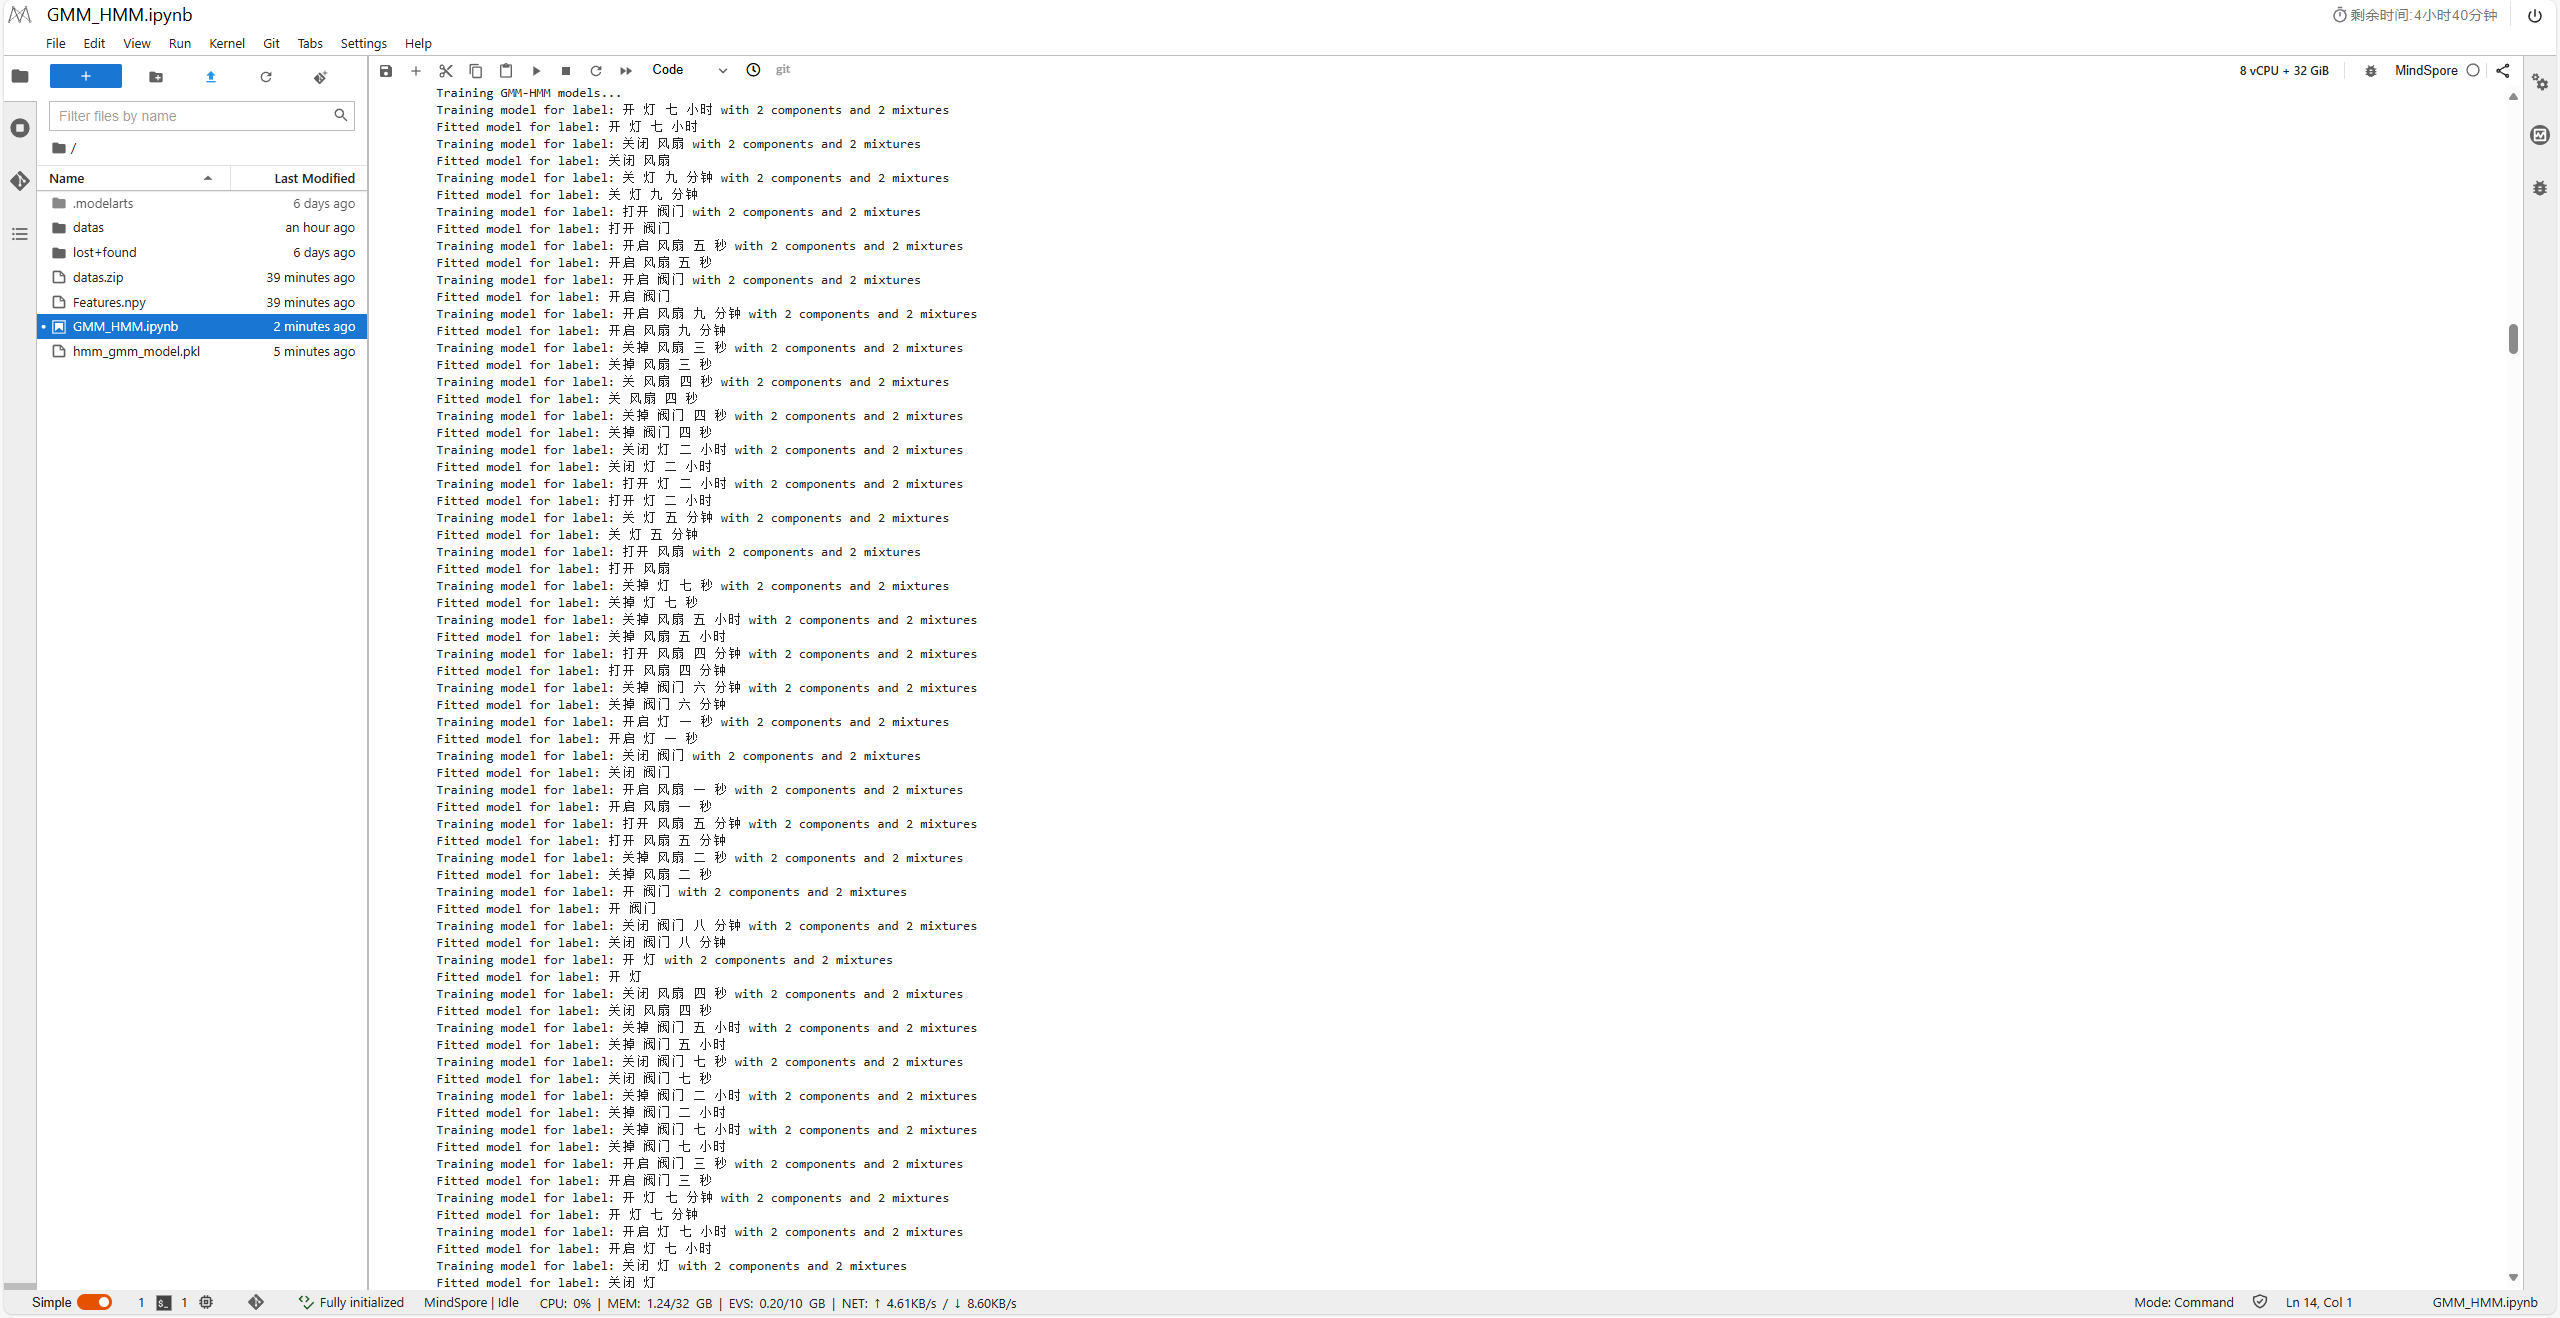 GMM_HMM.ipynb
剩余时间:4小时40分钟
File Edit View Run Kernel Git Tabs Settings Help
Code git
8 vCPU + 32 GiB MindSpore
Filter files by name
/
Name Last Modified
.modelarts 6 days ago
datas an hour ago
lost+found 6 days ago
datas.zip 39 minutes ago
Features.npy 39 minutes ago
GMM_HMM.ipynb 2 minutes ago
hmm_gmm_model.pkl 5 minutes ago
Training GMM-HMM models...
Training model for label: 开 灯 七 小时 with 2 components and 2 mixtures
Fitted model for label: 开 灯 七 小时
Training model for label: 关闭 风扇 with 2 components and 2 mixtures
Fitted model for label: 关闭 风扇
Training model for label: 关 灯 九 分钟 with 2 components and 2 mixtures
Fitted model for label: 关 灯 九 分钟
Training model for label: 打开 阀门 with 2 components and 2 mixtures
Fitted model for label: 打开 阀门
Training model for label: 开启 风扇 五 秒 with 2 components and 2 mixtures
Fitted model for label: 开启 风扇 五 秒
Training model for label: 开启 阀门 with 2 components and 2 mixtures
Fitted model for label: 开启 阀门
Training model for label: 开启 风扇 九 分钟 with 2 components and 2 mixtures
Fitted model for label: 开启 风扇 九 分钟
Training model for label: 关掉 风扇 三 秒 with 2 components and 2 mixtures
Fitted model for label: 关掉 风扇 三 秒
Training model for label: 关 风扇 四 秒 with 2 components and 2 mixtures
Fitted model for label: 关 风扇 四 秒
Training model for label: 关掉 阀门 四 秒 with 2 components and 2 mixtures
Fitted model for label: 关掉 阀门 四 秒
Training model for label: 关闭 灯 二 小时 with 2 components and 2 mixtures
Fitted model for label: 关闭 灯 二 小时
Training model for label: 打开 灯 二 小时 with 2 components and 2 mixtures
Fitted model for label: 打开 灯 二 小时
Training model for label: 关 灯 五 分钟 with 2 components and 2 mixtures
Fitted model for label: 关 灯 五 分钟
Training model for label: 打开 风扇 with 2 components and 2 mixtures
Fitted model for label: 打开 风扇
Training model for label: 关掉 灯 七 秒 with 2 components and 2 mixtures
Fitted model for label: 关掉 灯 七 秒
Training model for label: 关掉 风扇 五 小时 with 2 components and 2 mixtures
Fitted model for label: 关掉 风扇 五 小时
Training model for label: 打开 风扇 四 分钟 with 2 components and 2 mixtures
Fitted model for label: 打开 风扇 四 分钟
Training model for label: 关掉 阀门 六 分钟 with 2 components and 2 mixtures
Fitted model for label: 关掉 阀门 六 分钟
Training model for label: 开启 灯 一 秒 with 2 components and 2 mixtures
Fitted model for label: 开启 灯 一 秒
Training model for label: 关闭 阀门 with 2 components and 2 mixtures
Fitted model for label: 关闭 阀门
Training model for label: 开启 风扇 一 秒 with 2 components and 2 mixtures
Fitted model for label: 开启 风扇 一 秒
Training model for label: 打开 风扇 五 分钟 with 2 components and 2 mixtures
Fitted model for label: 打开 风扇 五 分钟
Training model for label: 关掉 风扇 二 秒 with 2 components and 2 mixtures
Fitted model for label: 关掉 风扇 二 秒
Training model for label: 开 阀门 with 2 components and 2 mixtures
Fitted model for label: 开 阀门
Training model for label: 关闭 阀门 八 分钟 with 2 components and 2 mixtures
Fitted model for label: 关闭 阀门 八 分钟
Training model for label: 开 灯 with 2 components and 2 mixtures
Fitted model for label: 开 灯
Training model for label: 关闭 风扇 四 秒 with 2 components and 2 mixtures
Fitted model for label: 关闭 风扇 四 秒
Training model for label: 关掉 阀门 五 小时 with 2 components and 2 mixtures
Fitted model for label: 关掉 阀门 五 小时
Training model for label: 关闭 阀门 七 秒 with 2 components and 2 mixtures
Fitted model for label: 关闭 阀门 七 秒
Training model for label: 关掉 阀门 二 小时 with 2 components and 2 mixtures
Fitted model for label: 关掉 阀门 二 小时
Training model for label: 关掉 阀门 七 小时 with 2 components and 2 mixtures
Fitted model for label: 关掉 阀门 七 小时
Training model for label: 开启 阀门 三 秒 with 2 components and 2 mixtures
Fitted model for label: 开启 阀门 三 秒
Training model for label: 开 灯 七 分钟 with 2 components and 2 mixtures
Fitted model for label: 开 灯 七 分钟
Training model for label: 开启 灯 七 小时 with 2 components and 2 mixtures
Fitted model for label: 开启 灯 七 小时
Training model for label: 关闭 灯 with 2 components and 2 mixtures
Fitted model for label: 关闭 灯
Simple 1 1 Fully initialized MindSpore | Idle CPU: 0% | MEM: 1.24/32 GB | EVS: 0.20/10 GB | NET: ↑ 4.61KB/s / ↓ 8.60KB/s
Mode: Command Ln 14, Col 1 GMM_HMM.ipynb